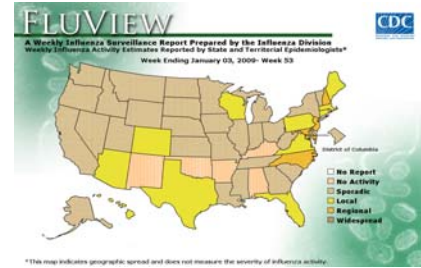 FLUVIEW
CDC
A Weekly Influenza Surveillance Report Prepared by the Influenza Division
Weekly Influenza Activity Estimates Reported by State and Territorial Epidemiologists*
Week Ending January 03, 2009- Week 53
District of Columbia
No Report
No Activity
Sporadic
Local
Regional
Widespread
*This map indicates geographic spread and does not measure the severity of influenza activity.